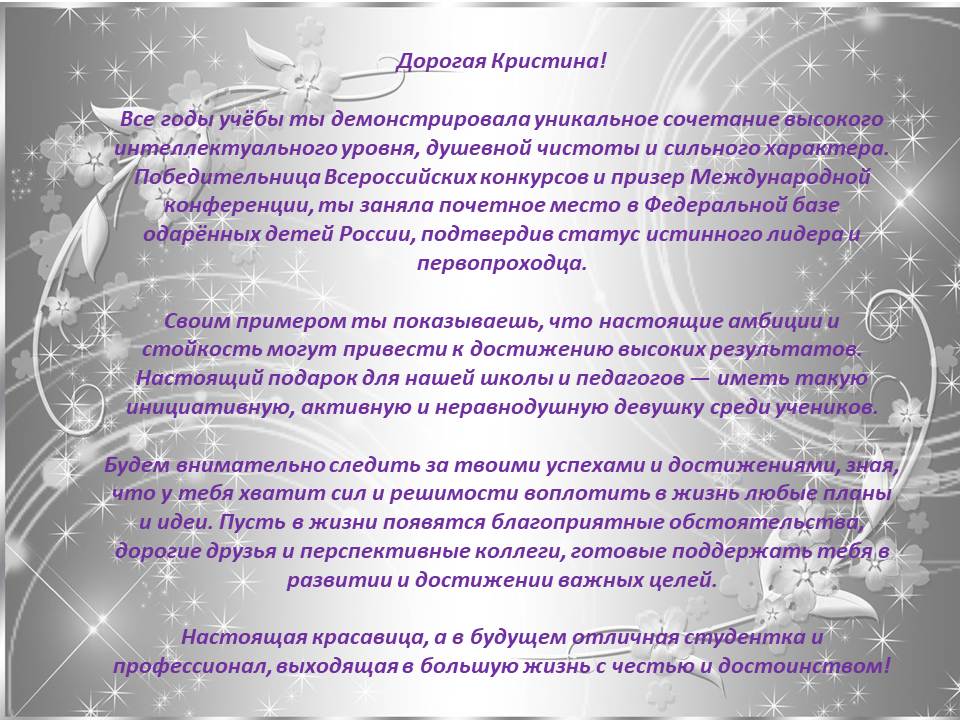 Дорогая Кристина!
Все годы учёбы ты демонстрировала уникальное сочетание высокого
интеллектуального уровня, душевной чистоты и сильного характера.
Победительница Всероссийских конкурсов и призер Международной
конференции, ты заняла почетное место в Федеральной базе
одарённых детей России, подтвердив статус истинного лидера и
первопроходца.
Своим примером ты показываешь, что настоящие амбиции и
стойкость могут привести к достижению высоких результатов.
Настоящий подарок для нашей школы и педагогов — иметь такую
инициативную, активную и неравнодушную девушку среди учеников.
Будем внимательно следить за твоими успехами и достижениями, зная,
что у тебя хватит сил и решимости воплотить в жизнь любые планы
и идеи. Пусть в жизни появятся благоприятные обстоятельства,
дорогие друзья и перспективные коллеги, готовые поддержать тебя в
развитии и достижении важных целей.
Настоящая красавица, а в будущем отличная студентка и
профессионал, выходящая в большую жизнь с честью и достоинством!